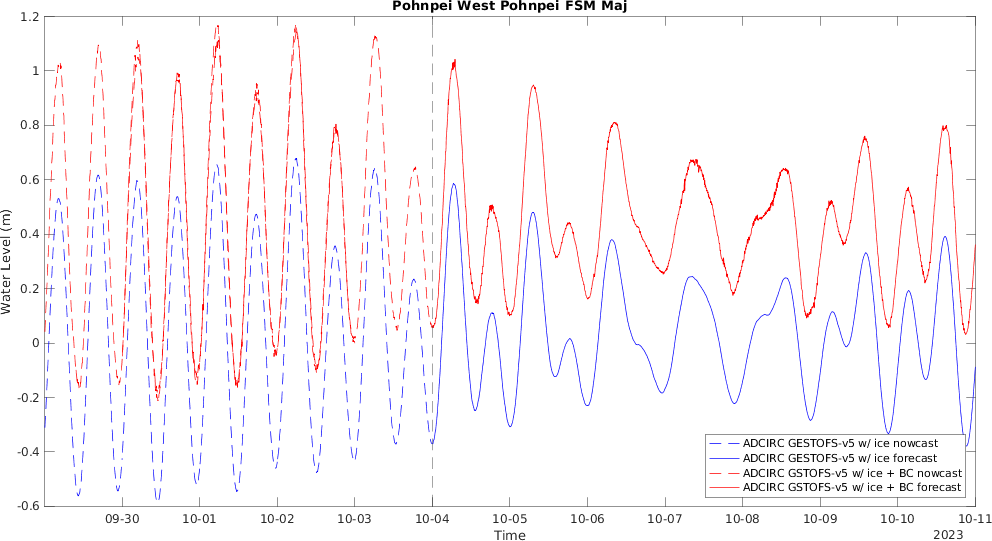 Pohnpei West Pohnpei FSM Maj
1.2
1
0.8
0.6
0.4
0.2
0
-0.2
-0.4
-0.6
Water Level (m)
ADCIRC GESTOFS-v5 w/ ice nowcast
ADCIRC GESTOFS-v5 w/ ice forecast
ADCIRC GSTOFS-v5 w/ ice + BC nowcast
ADCIRC GSTOFS-v5 w/ ice + BC forecast
09-30 10-01 10-02 10-03 10-04 10-05 10-06 10-07 10-08 10-09 10-10 10-11
Time
2023